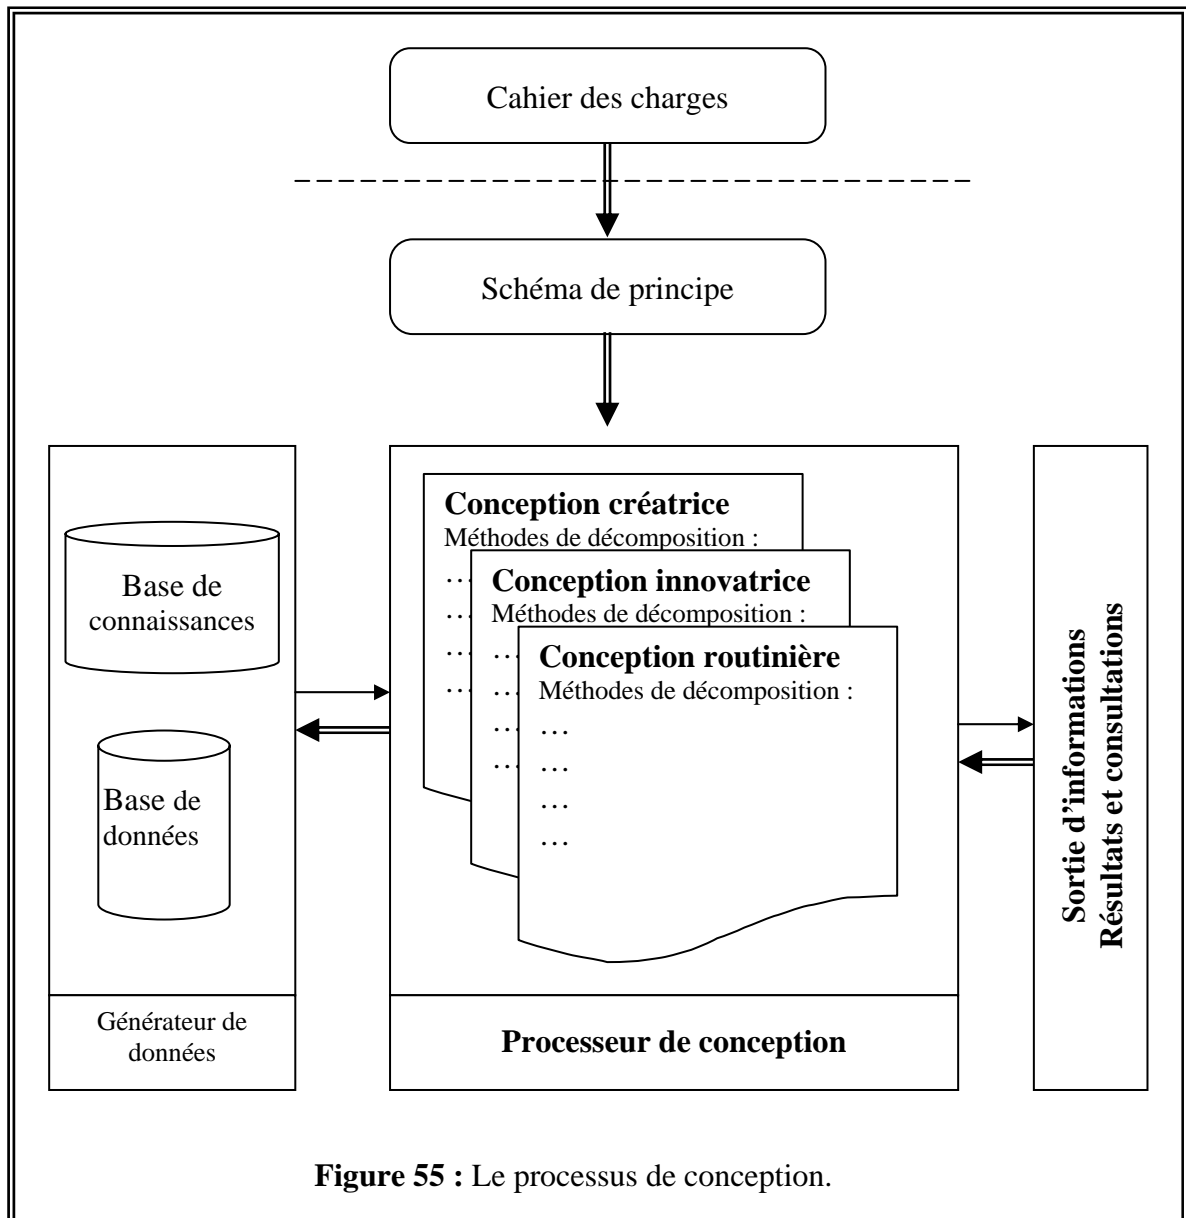 Cahier des charges
Schéma de principe
Base de
connaissances
Base de
données
Générateur de
données
Conception créatrice
Méthodes de décomposition :
…
…
…
…
Conception innovatrice
Méthodes de décomposition :
…
…
…
…
Conception routinière
Méthodes de décomposition :
…
…
…
…
Processeur de conception
Sortie d'informations
Résultats et consultations
Figure 55 : Le processus de conception.